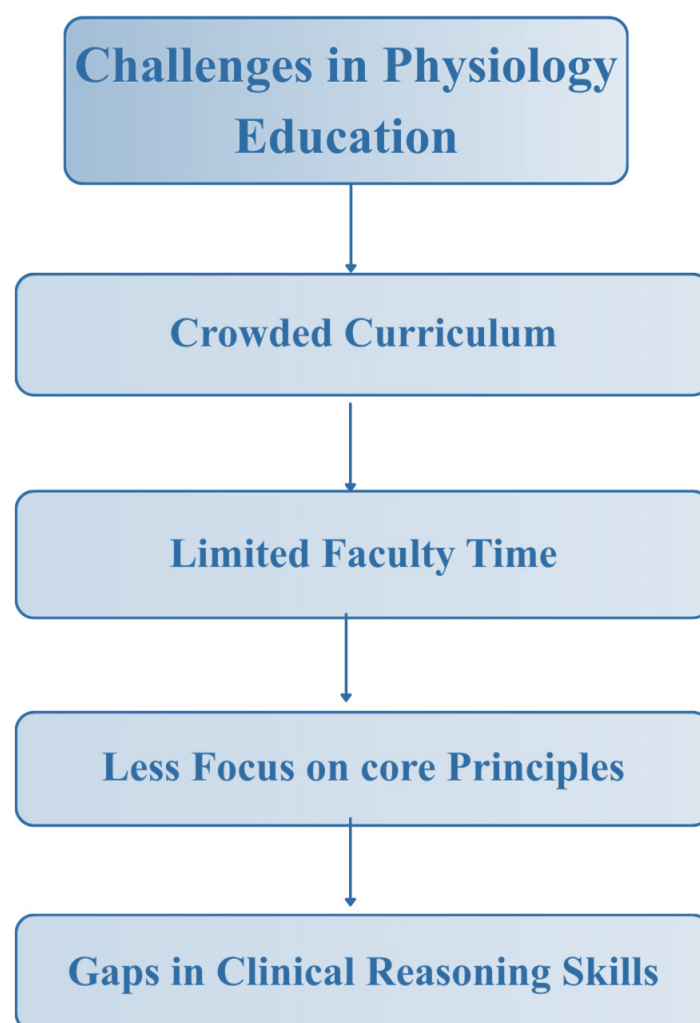 Challenges in Physiology
Education
Crowded Curriculum
Limited Faculty Time
Less Focus on core Principles
Gaps in Clinical Reasoning Skills